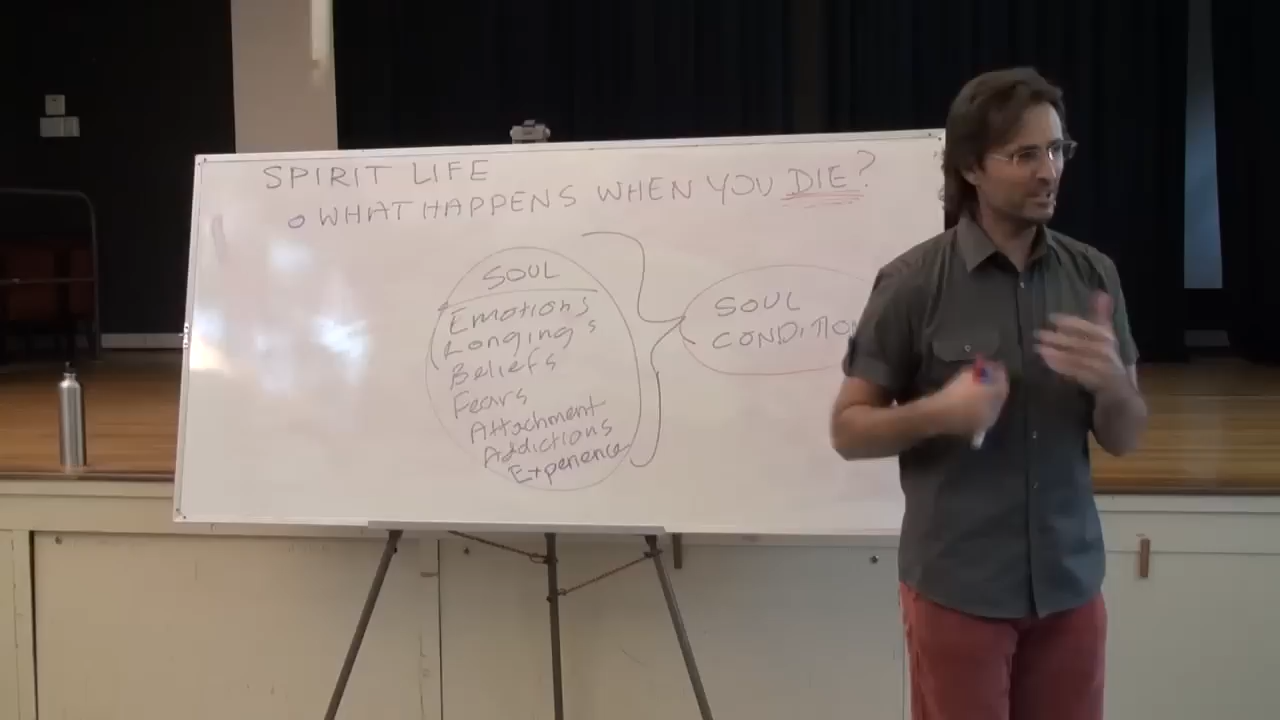 SPIRIT LIFE
WHAT HAPPENS WHEN YOU DIE?
SOUL
Emotions
Longings
Beliefs
Fears
Attachment
Addictions
Experience
SOUL
CONDITION